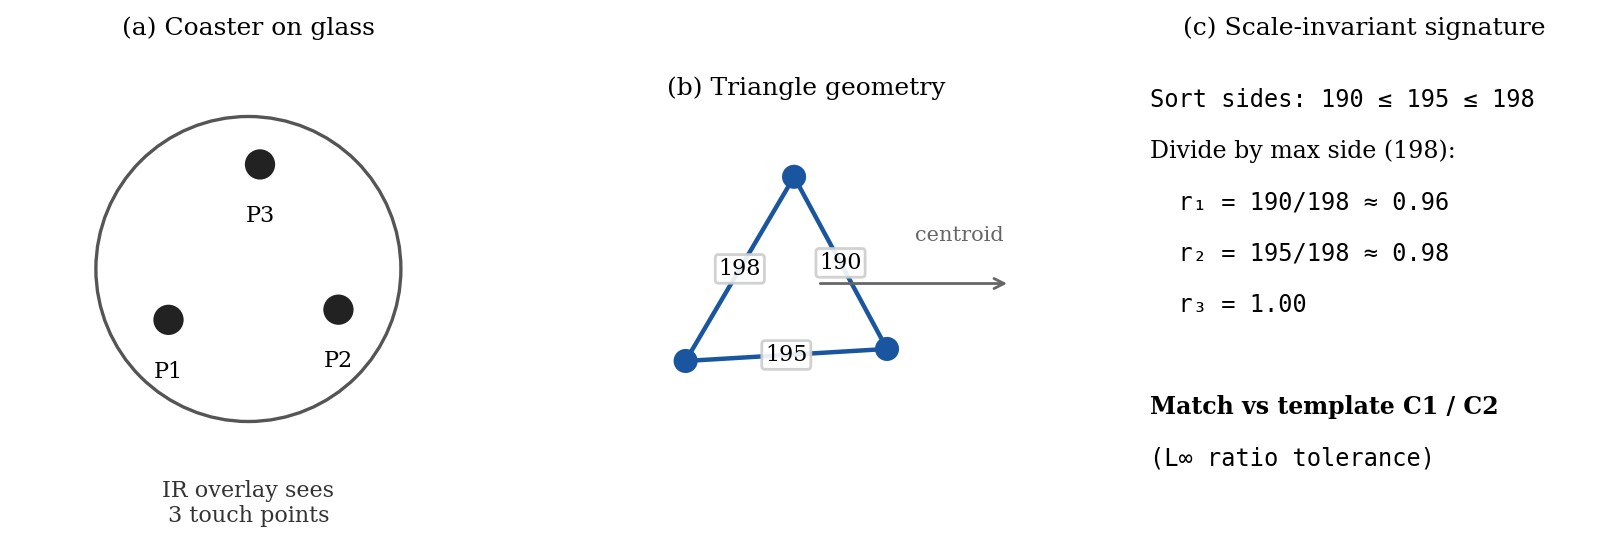 (a) Coaster on glass
P3
P1
P2
IR overlay sees
3 touch points
(b) Triangle geometry
centroid
198
190
195
(c) Scale-invariant signature
Sort sides: 190 ≤ 195 ≤ 198
Divide by max side (198):
r₁ = 190/198 ≈ 0.96
r₂ = 195/198 ≈ 0.98
r₃ = 1.00
Match vs template C1 / C2
(L∞ ratio tolerance)